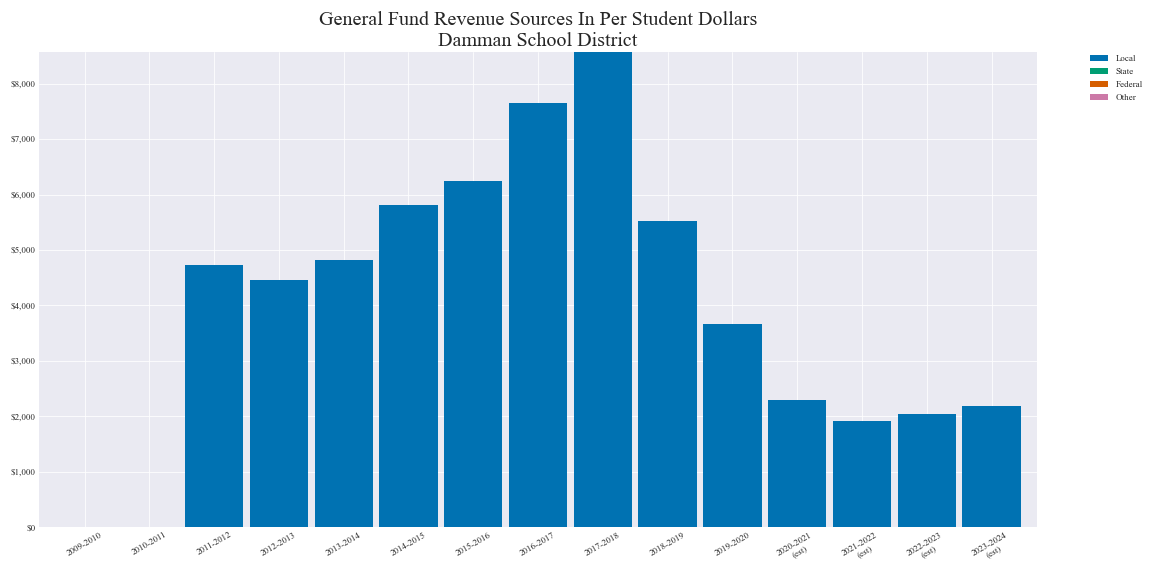 General Fund Revenue Sources In Per Student Dollars
Damman School District
Local
State
Federal
Other
$8,000
$7,000
$6,000
$5,000
$4,000
$3,000
$2,000
$1,000
$0
2009-2010
2010-2011
2011-2012
2012-2013
2013-2014
2014-2015
2015-2016
2016-2017
2017-2018
2018-2019
2019-2020
2020-2021
(est)
2021-2022
(est)
2022-2023
(est)
2023-2024
(est)